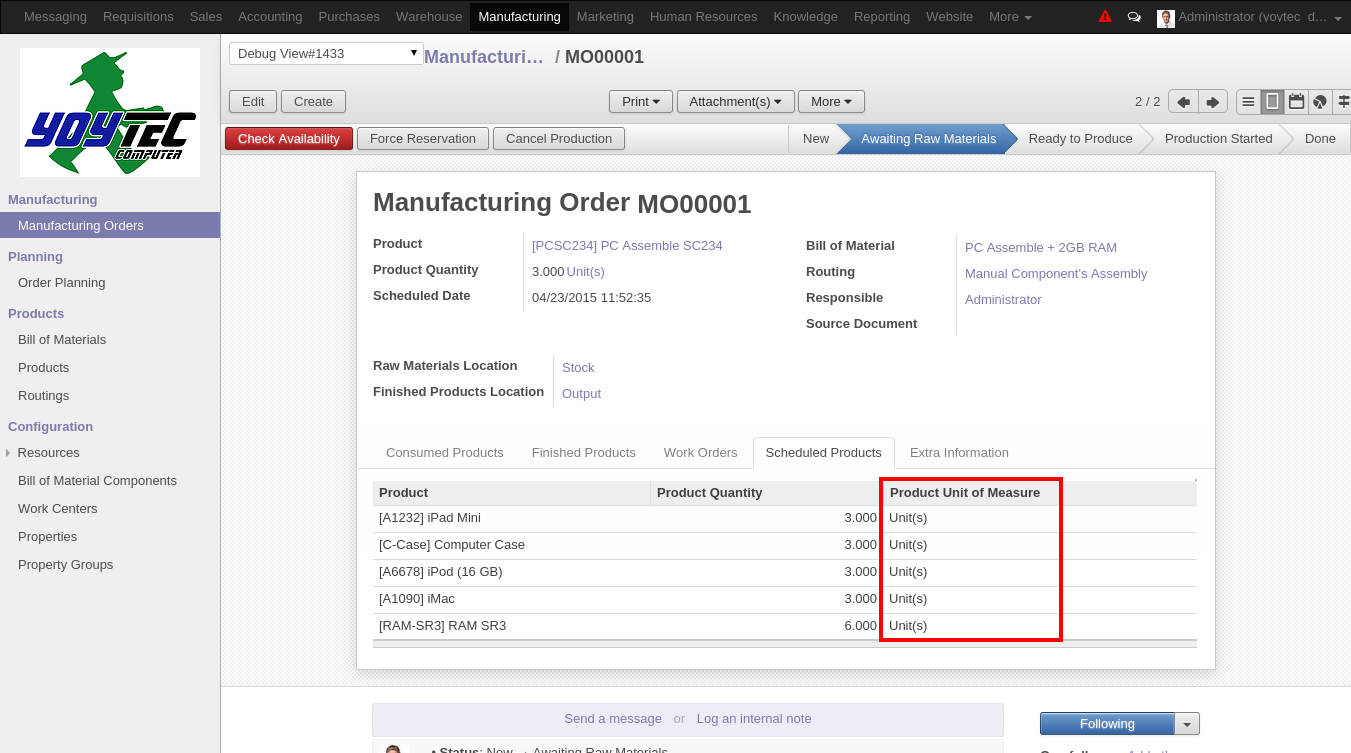 Messaging Requisitions Sales Accounting Purchases Warehouse Manufacturing Marketing Human Resources Knowledge Reporting Website More Administrator (yoytec_d...
YOYTEC
COMPUTER
Manufacturing
Manufacturing Orders
Planning
Order Planning
Products
Bill of Materials
Products
Routings
Configuration
Resources
Bill of Material Components
Work Centers
Properties
Property Groups
Debug View#1433 Manufacturi... / MO00001
Edit Create Print Attachment(s) More 2 / 2
Check Availability Force Reservation Cancel Production New Awaiting Raw Materials Ready to Produce Production Started Done
Manufacturing Order MO00001
Product [PCSC234] PC Assemble SC234
Product Quantity 3.000 Unit(s)
Scheduled Date 04/23/2015 11:52:35
Bill of Material PC Assemble + 2GB RAM
Routing Manual Component's Assembly
Responsible Administrator
Source Document
Raw Materials Location Stock
Finished Products Location Output
Consumed Products Finished Products Work Orders Scheduled Products Extra Information
Product Product Quantity Product Unit of Measure
[A1232] iPad Mini 3.000 Unit(s)
[C-Case] Computer Case 3.000 Unit(s)
[A6678] iPod (16 GB) 3.000 Unit(s)
[A1090] iMac 3.000 Unit(s)
[RAM-SR3] RAM SR3 6.000 Unit(s)
Send a message or Log an internal note
Following
• Status: New → Awaiting Raw Materials